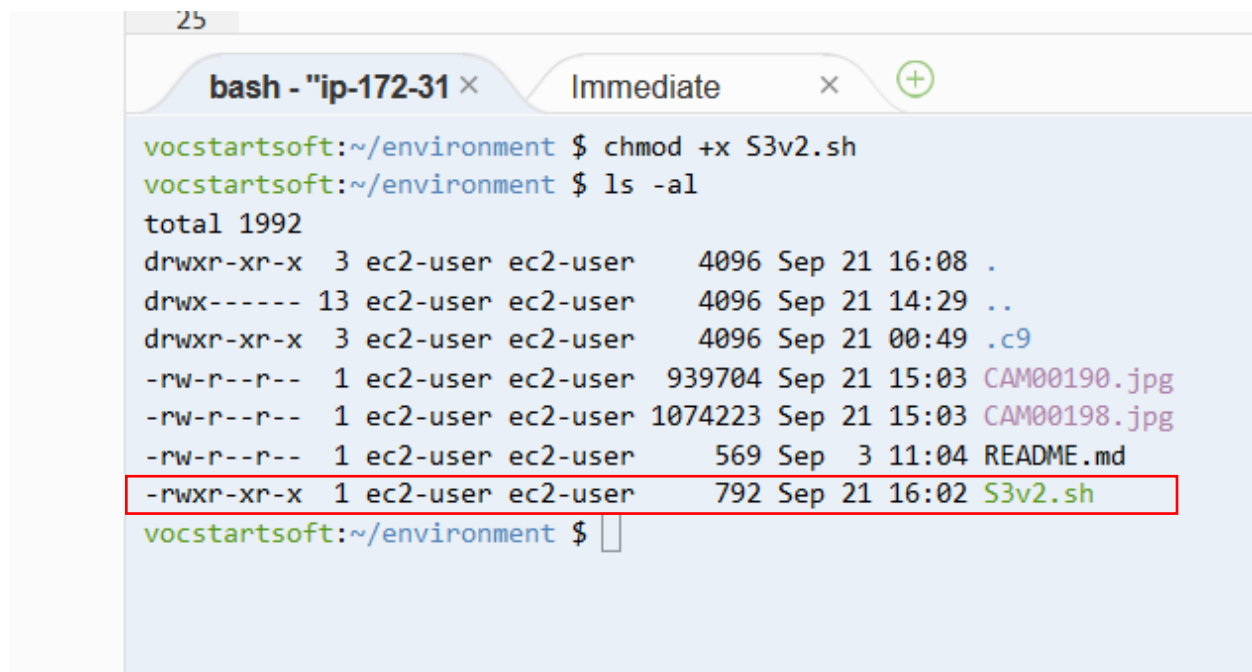 25
bash - "ip-172-31 × Immediate ×
vocstartsoft:~/environment $ chmod +x S3v2.sh
vocstartsoft:~/environment $ ls -al
total 1992
drwxr-xr-x  3 ec2-user ec2-user    4096 Sep 21 16:08 .
drwx------ 13 ec2-user ec2-user    4096 Sep 21 14:29 ..
drwxr-xr-x  3 ec2-user ec2-user    4096 Sep 21 00:49 .c9
-rw-r--r--  1 ec2-user ec2-user  939704 Sep 21 15:03 CAM00190.jpg
-rw-r--r--  1 ec2-user ec2-user 1074223 Sep 21 15:03 CAM00198.jpg
-rw-r--r--  1 ec2-user ec2-user     569 Sep  3 11:04 README.md
-rwxr-xr-x  1 ec2-user ec2-user     792 Sep 21 16:02 S3v2.sh
vocstartsoft:~/environment $